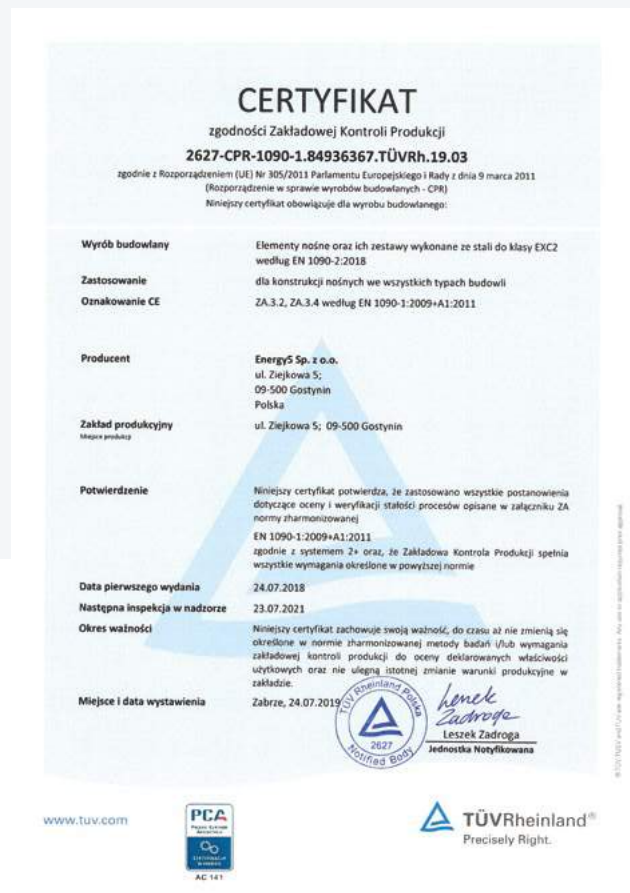 CERTYFIKAT
zgodności Zakładowej Kontroli Produkcji
2627-CPR-1090-1.84936367.TÜVRh.19.03
zgodnie z Rozporządzeniem (UE) Nr 305/2011 Parlamentu Europejskiego i Rady z dnia 9 marca 2011
(Rozporządzenie w sprawie wyrobów budowlanych - CPR)
Niniejszy certyfikat obowiązuje dla wyrobu budowlanego:
Wyrób budowlany
Elementy nośne oraz ich zestawy wykonane ze stali do klasy EXC2
według EN 1090-2:2018
Zastosowanie
dla konstrukcji nośnych we wszystkich typach budowli
Oznakowanie CE
ZA.3.2, ZA.3.4 według EN 1090-1:2009+A1:2011
Producent
Energy5 Sp. z o.o.
ul. Ziejkowa 5;
09-500 Gostynin
Polska
Zakład produkcyjny
Miejsce produkcji
ul. Ziejkowa 5; 09-500 Gostynin
Potwierdzenie
Niniejszy certyfikat potwierdza, że zastosowano wszystkie postanowienia
dotyczące oceny i weryfikacji stałości procesów opisane w załączniku ZA
normy zharmonizowanej
EN 1090-1:2009+A1:2011
zgodnie z systemem 2+ oraz, że Zakładowa Kontrola Produkcji spełnia
wszystkie wymagania określone w powyższej normie
Data pierwszego wydania
24.07.2018
Następna inspekcja w nadzorze
23.07.2021
Okres ważności
Niniejszy certyfikat zachowuje swoją ważność, do czasu aż nie zmienią się
określone w normie zharmonizowanej metody badań i/lub wymagania
zakładowej kontroli produkcji do oceny deklarowanych właściwości
użytkowych oraz nie ulegną istotnej zmianie warunki produkcyjne w
zakładzie.
Miejsce i data wystawienia
Zabrze, 24.07.2019
TÜV Rheinland Polska
2627
Notified Body
Leszek Zadroga
Leszek Zadroga
Jednostka Notyfikowana
www.tuv.com
PCA
CERTYFIKACJA
AC 141
TÜVRheinland®
Precisely Right.